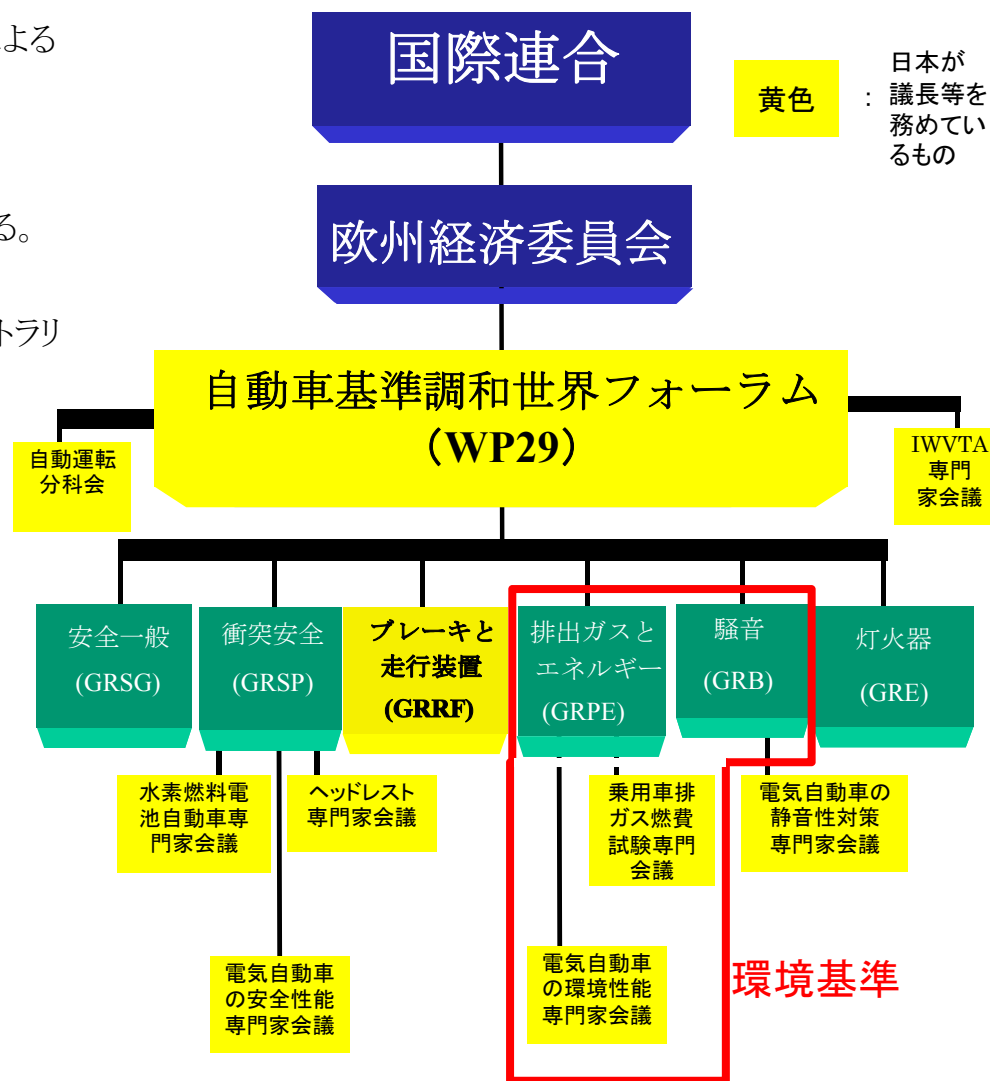 よる
る。
トラリ
国際連合
黄色
：
日本が
議長等を
務めてい
るもの
欧州経済委員会
自動車基準調和世界フォーラム
（WP29）
自動運転
分科会
IWVTA
専門
家会議
安全一般
(GRSG)
衝突安全
(GRSP)
ブレーキと
走行装置
(GRRF)
排出ガスと
エネルギー
(GRPE)
騒音
(GRB)
灯火器
(GRE)
水素燃料電
池自動車専
門家会議
ヘッドレスト
専門家会議
乗用車排
ガス燃費
試験専門
会議
電気自動車の
静音性対策
専門家会議
電気自動車
の安全性能
専門家会議
電気自動車
の環境性能
専門家会議
環境基準